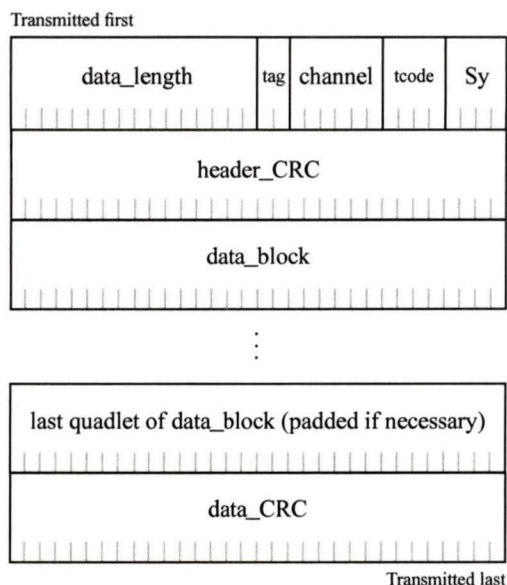 Transmitted first
data_length tag channel tcode Sy
header_CRC
data_block
last quadlet of data_block (padded if necessary)
data_CRC
Transmitted last